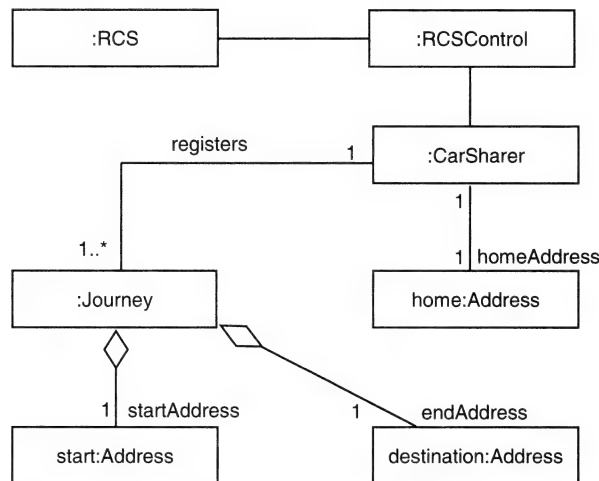 :RCS
:RCSControl
registers
1
:CarSharer
1
1..*
1 homeAddress
:Journey
home:Address
1 startAddress
1 endAddress
start:Address
destination:Address